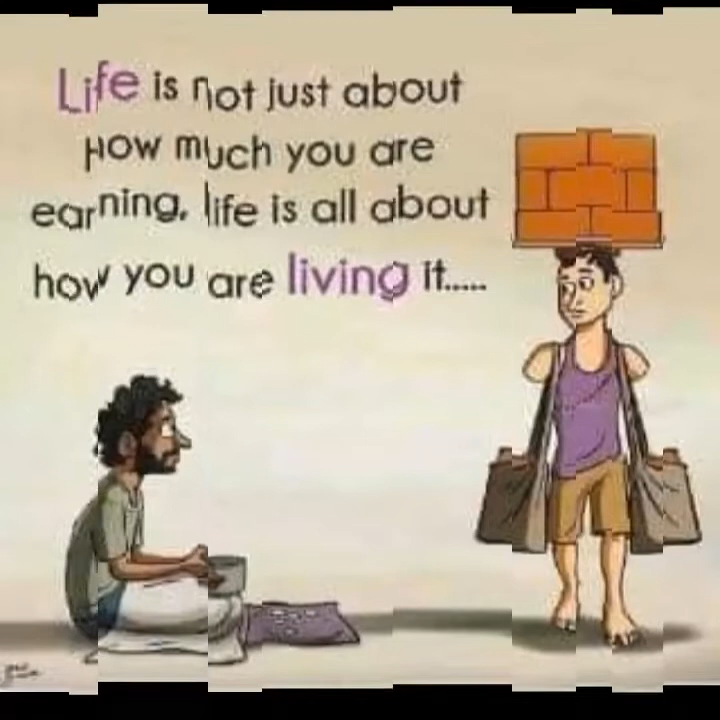 Life is not just about
How much you are
earning. life is all about
how you are living it.....